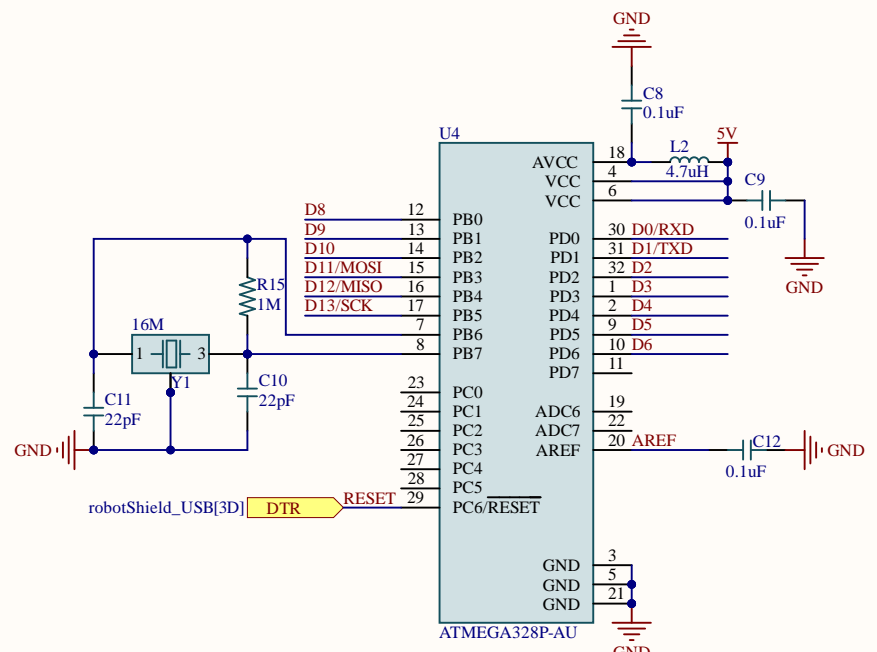 GND
C8
0.1uF
U4
5V
L2
4.7uH
AVCC 18
VCC 4
VCC 6
C9
0.1uF
GND
D8 12 PB0
D9 13 PB1
D10 14 PB2
D11/MOSI 15 PB3
D12/MISO 16 PB4
D13/SCK 17 PB5
7 PB6
8 PB7
PD0 30 D0/RXD
PD1 31 D1/TXD
PD2 32 D2
PD3 1 D3
PD4 2 D4
PD5 9 D5
PD6 10 D6
PD7 11
R15
1M
16M
1 3
Y1
C11
22pF
C10
22pF
GND
23 PC0
24 PC1
25 PC2
26 PC3
27 PC4
28 PC5
29 PC6/RESET
ADC6 19
ADC7 22
AREF 20 AREF
C12
0.1uF
GND
robotShield_USB[3D] DTR RESET
GND 3
GND 5
GND 21
ATMEGA328P-AU
GND